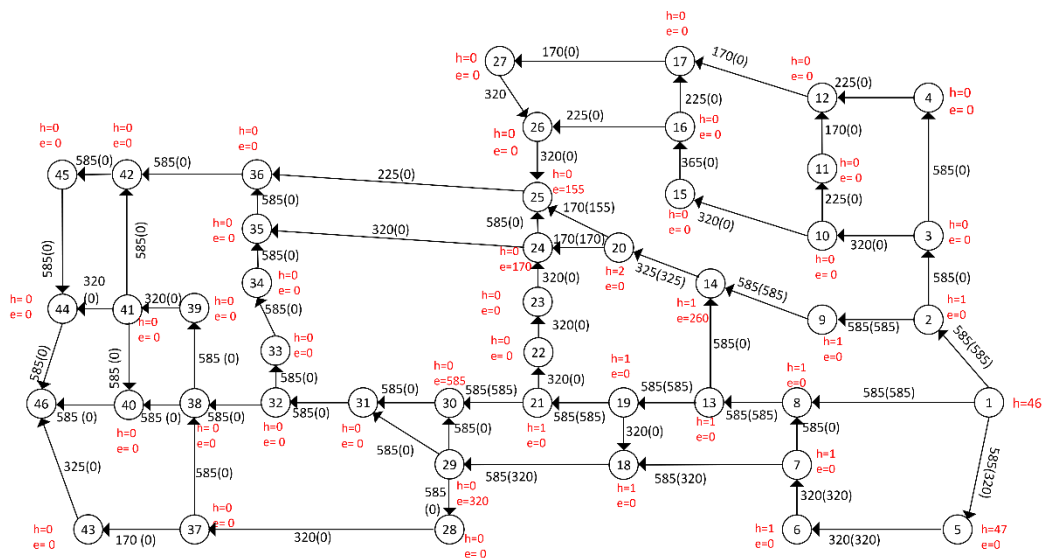 h=0
e= 0
17
170(0)
27
h=0
e= 0
170(0)
h=0
e= 0
320
225(0)
12
225(0)
4
h=0
e= 0
h=0
e= 0
26
225(0)
16
h=0
e= 0
170(0)
h=0
e= 0
h=0
e= 0
h=0
e= 0
320(0)
365(0)
11
h=0
e= 0
585(0)
45
585(0)
42
585(0)
36
225(0)
h=0
e=155
25
15
h=0
e= 0
225(0)
585(0)
h=0
e= 0
35
320(0)
585(0)
170(155)
320(0)
10
320(0)
3
h=0
e= 0
24
170(170)
20
h=0
e=170
h=2
e=0
h=0
e= 0
585(0)
585(0)
585(0)
34
h=0
e= 0
320(0)
325(325)
14
585(585)
585(0)
h=0
e= 0
44
320
(0)
41
320(0)
39
h=0
e= 0
23
h=1
e=260
9
585(585)
2
h=1
e=0
h=0
e= 0
585(0)
320(0)
h=1
e=0
585(585)
585(0)
585 (0)
585 (0)
33
h=0
e= 0
h=0
e= 0
22
585(0)
h=0
e=585
h=1
e=0
h=1
e=0
585(0)
320(0)
46
585 (0)
40
585 (0)
38
585(0)
32
585(0)
31
585(0)
30
585(585)
21
585(585)
19
585(585)
13
585(585)
8
585(585)
1
h=46
h=0
e= 0
h=0
e= 0
h=0
e= 0
h=0
e= 0
h=1
e=0
h=1
e=0
320(0)
585(0)
585(0)
585(0)
325(0)
585(0)
29
h=0
e=320
585(320)
18
h=1
e=0
585(320)
7
h=1
e=0
585(320)
585
(0)
320(320)
h=0
e= 0
43
170 (0)
37
h=0
e= 0
320(0)
28
h=0
e= 0
h=1
e=0
6
320(320)
5
h=47
e=0